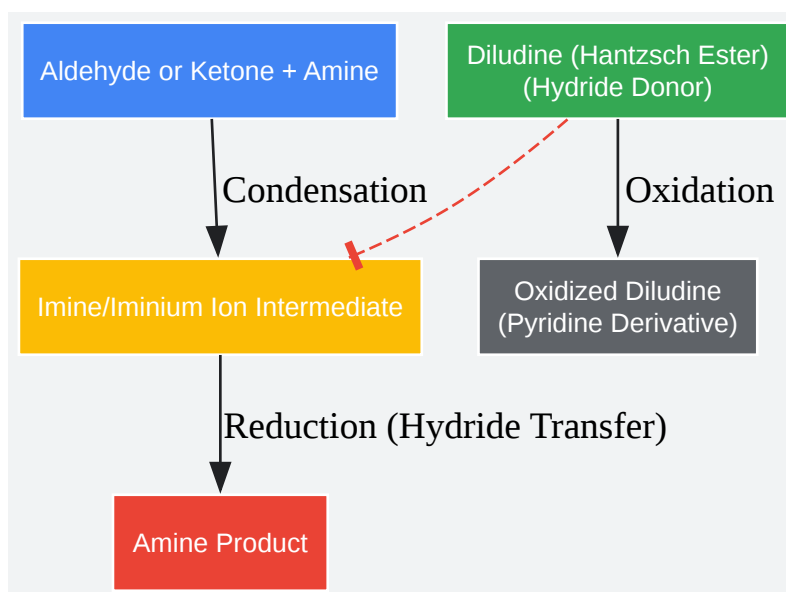 Aldehyde or Ketone + Amine
Diludine (Hantzsch Ester)
(Hydride Donor)
Condensation
Oxidation
Imine/Iminium Ion Intermediate
Oxidized Diludine
(Pyridine Derivative)
Reduction (Hydride Transfer)
Amine Product